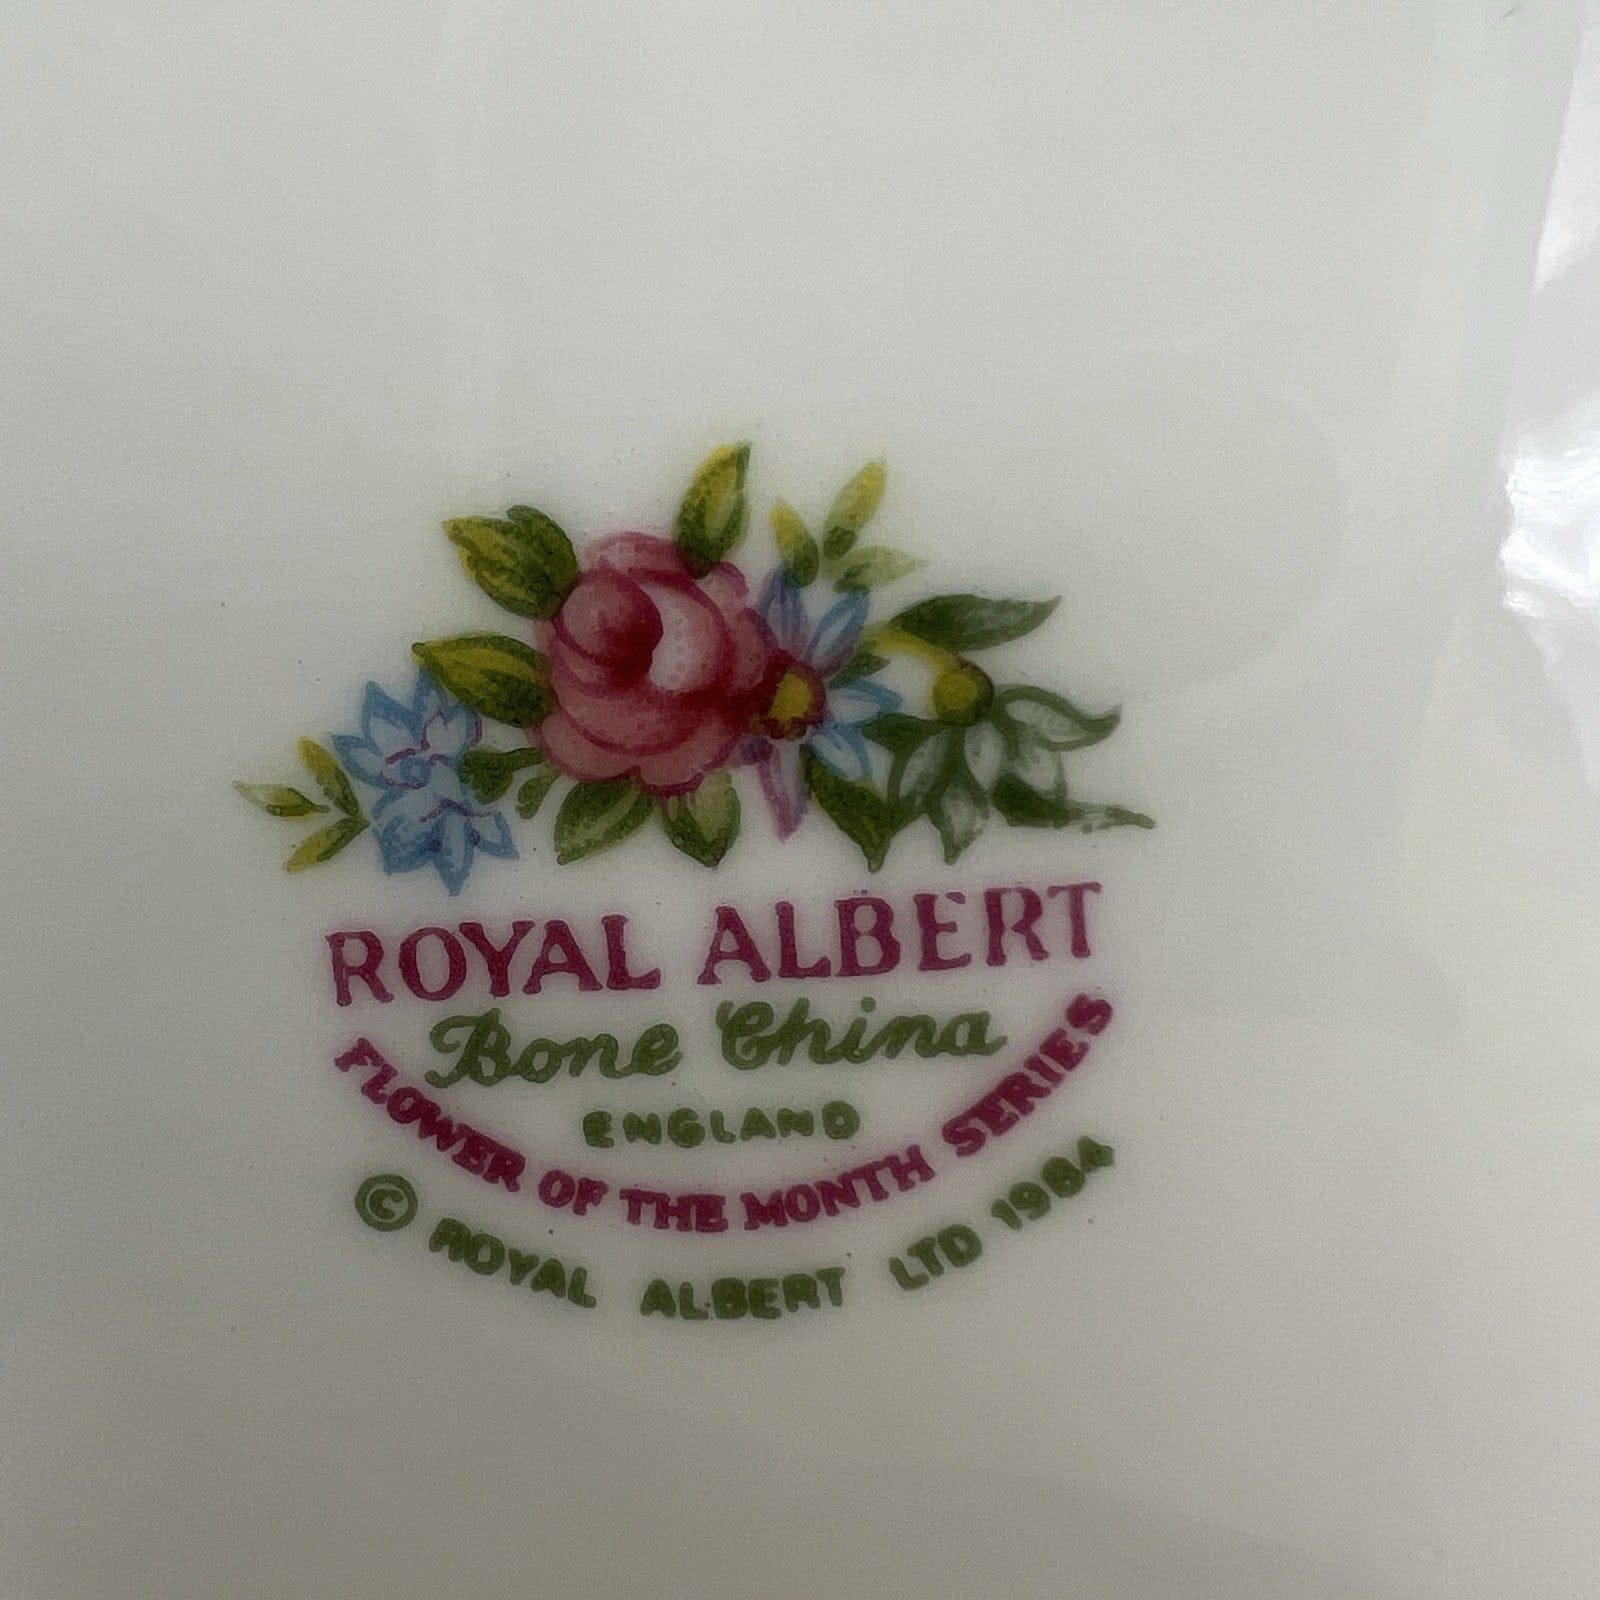 ROYAL ALBERT
Bone China
ENGLAND
FLOWER OF THE MONTH SERIES
© ROYAL ALBERT LTD 1984